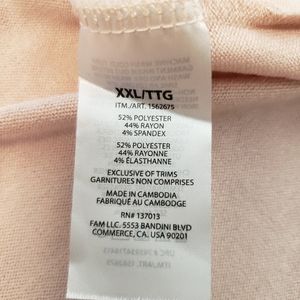 XXL/TTG
ITM./ART. 1562675
52% POLYESTER
44% RAYON
4% SPANDEX
52% POLYESTER
44% RAYONNE
4% ÉLASTHANNE
EXCLUSIVE OF TRIMS
GARNITURES NON COMPRISES
MADE IN CAMBODIA
FABRIQUÉ AU CAMBODGE
RN# 137013
FAM LLC. 5553 BANDINI BLVD
COMMERCE, CA. USA 90201